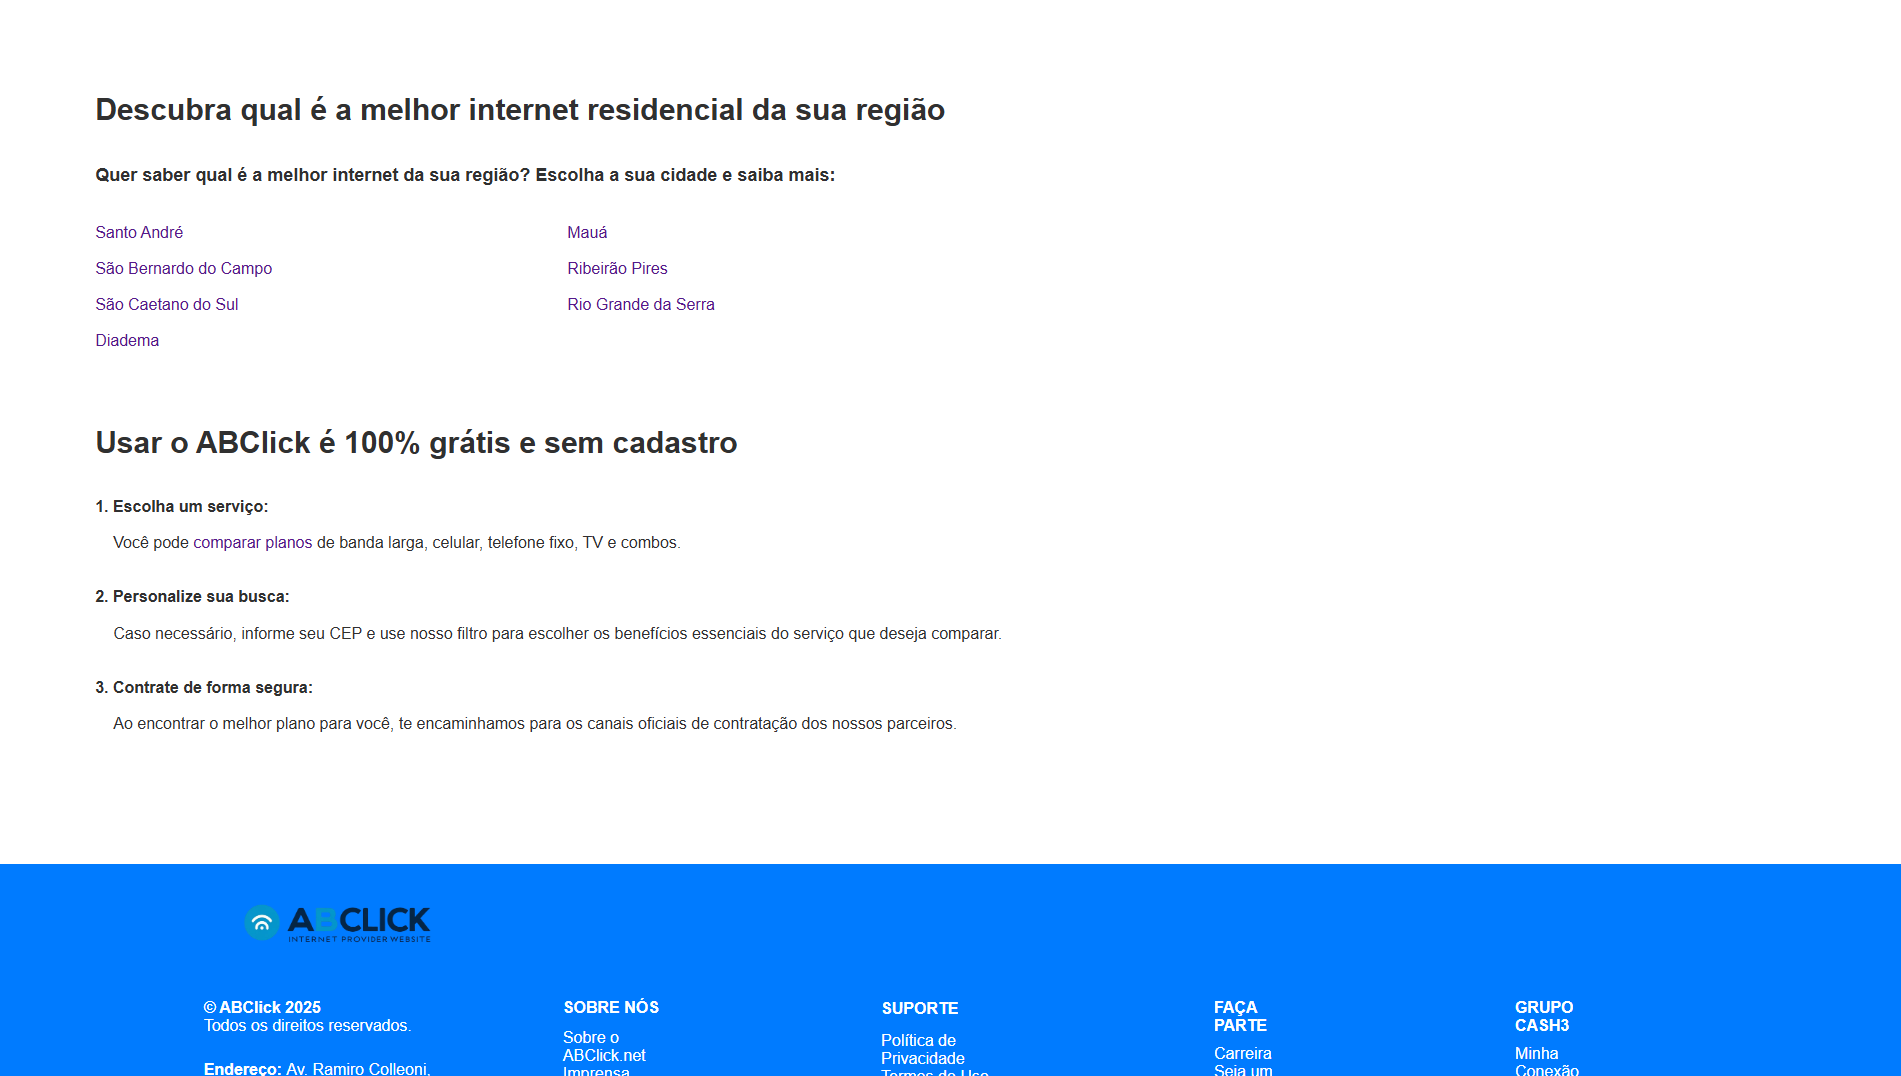 Descubra qual é a melhor internet residencial da sua região
Quer saber qual é a melhor internet da sua região? Escolha a sua cidade e saiba mais:
Santo André
São Bernardo do Campo
São Caetano do Sul
Diadema
Mauá
Ribeirão Pires
Rio Grande da Serra
Usar o ABClick é 100% grátis e sem cadastro
1. Escolha um serviço:
Você pode comparar planos de banda larga, celular, telefone fixo, TV e combos.
2. Personalize sua busca:
Caso necessário, informe seu CEP e use nosso filtro para escolher os benefícios essenciais do serviço que deseja comparar.
3. Contrate de forma segura:
Ao encontrar o melhor plano para você, te encaminhamos para os canais oficiais de contratação dos nossos parceiros.
ABCLICK
INTERNET PROVIDER WEBSITE
© ABClick 2025
Todos os direitos reservados.
Endereço: Av. Ramiro Colleoni,
SOBRE NÓS
Sobre o
ABClick.net
Imprensa
SUPORTE
Política de
Privacidade
Termos de Uso
FAÇA
PARTE
Carreira
Seja um
GRUPO
CASH3
Minha
Conexão